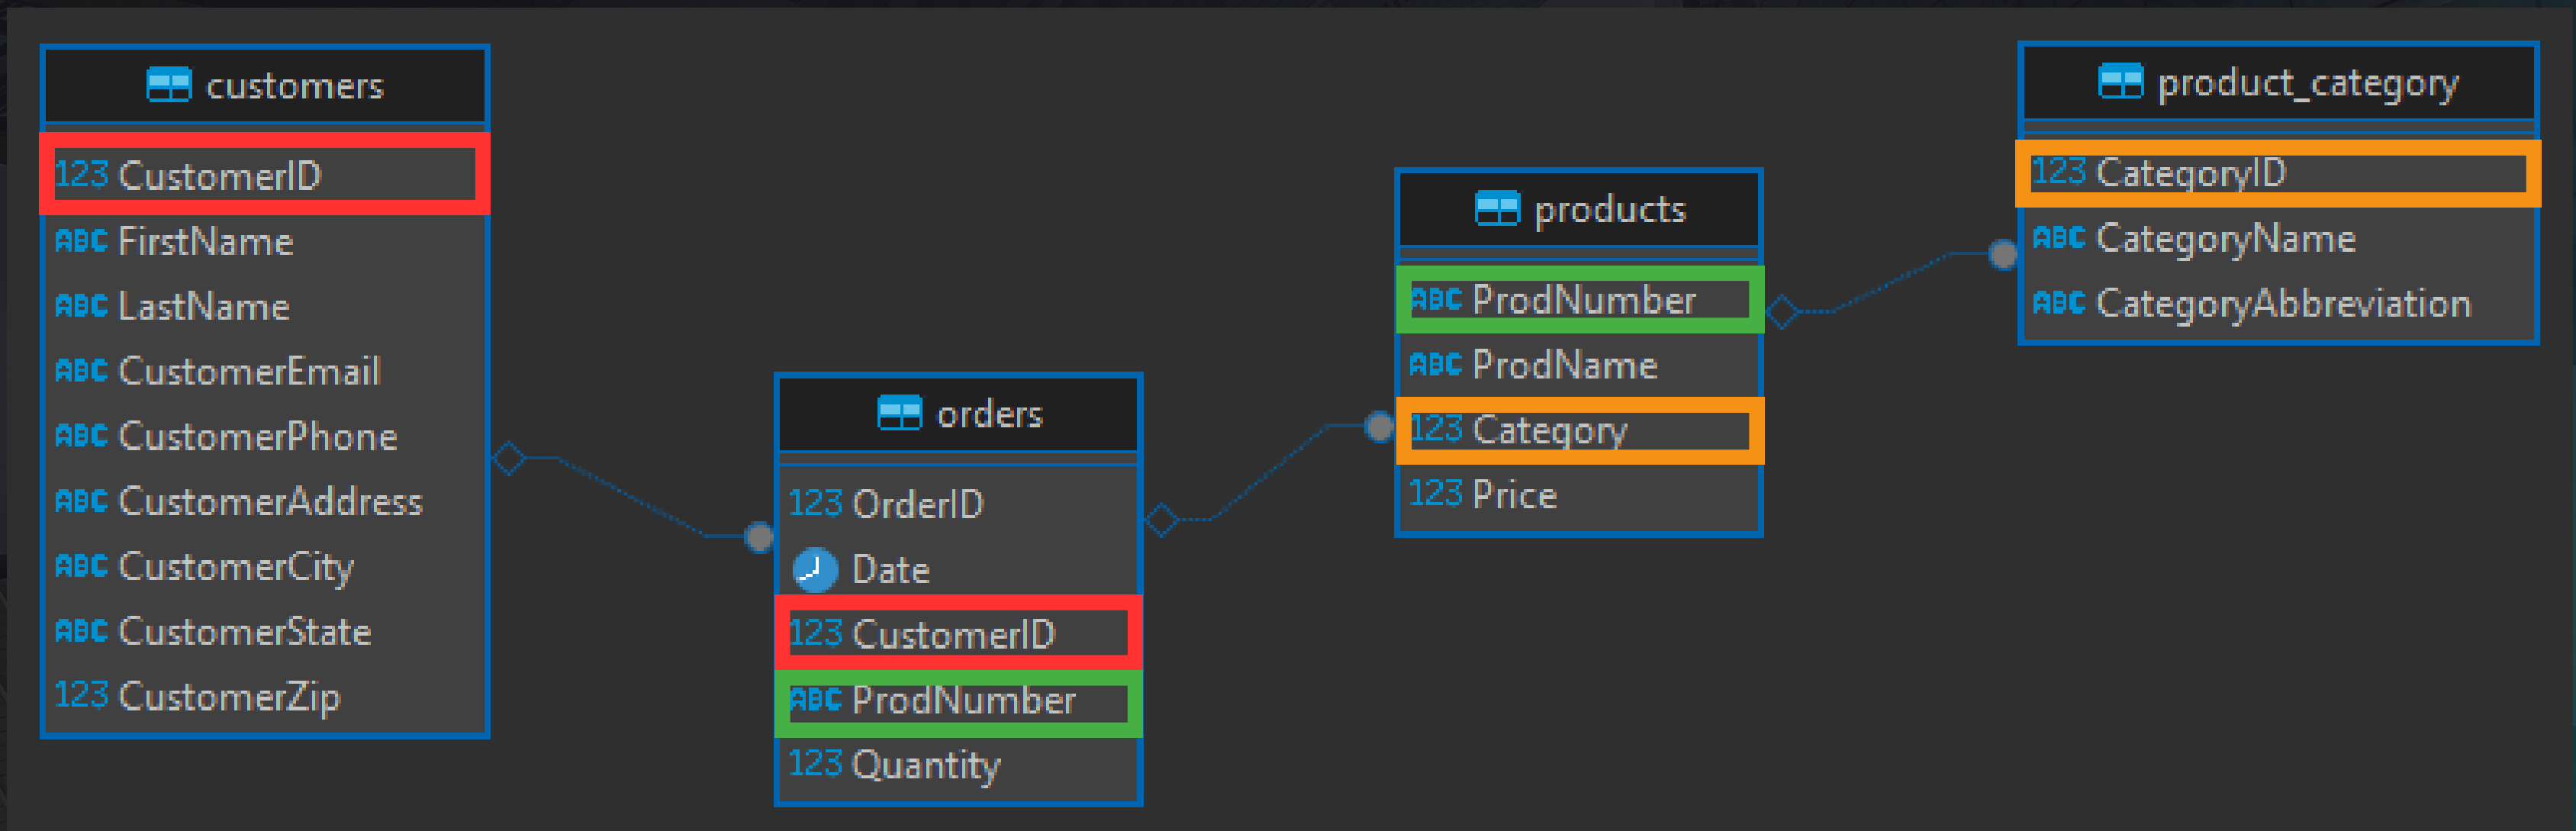 customers
123 CustomerID
ABC FirstName
ABC LastName
ABC CustomerEmail
ABC CustomerPhone
ABC CustomerAddress
ABC CustomerCity
ABC CustomerState
123 CustomerZip
orders
123 OrderID
Date
123 CustomerID
ABC ProdNumber
123 Quantity
products
ABC ProdNumber
ABC ProdName
123 Category
123 Price
product_category
123 CategoryID
ABC CategoryName
ABC CategoryAbbreviation